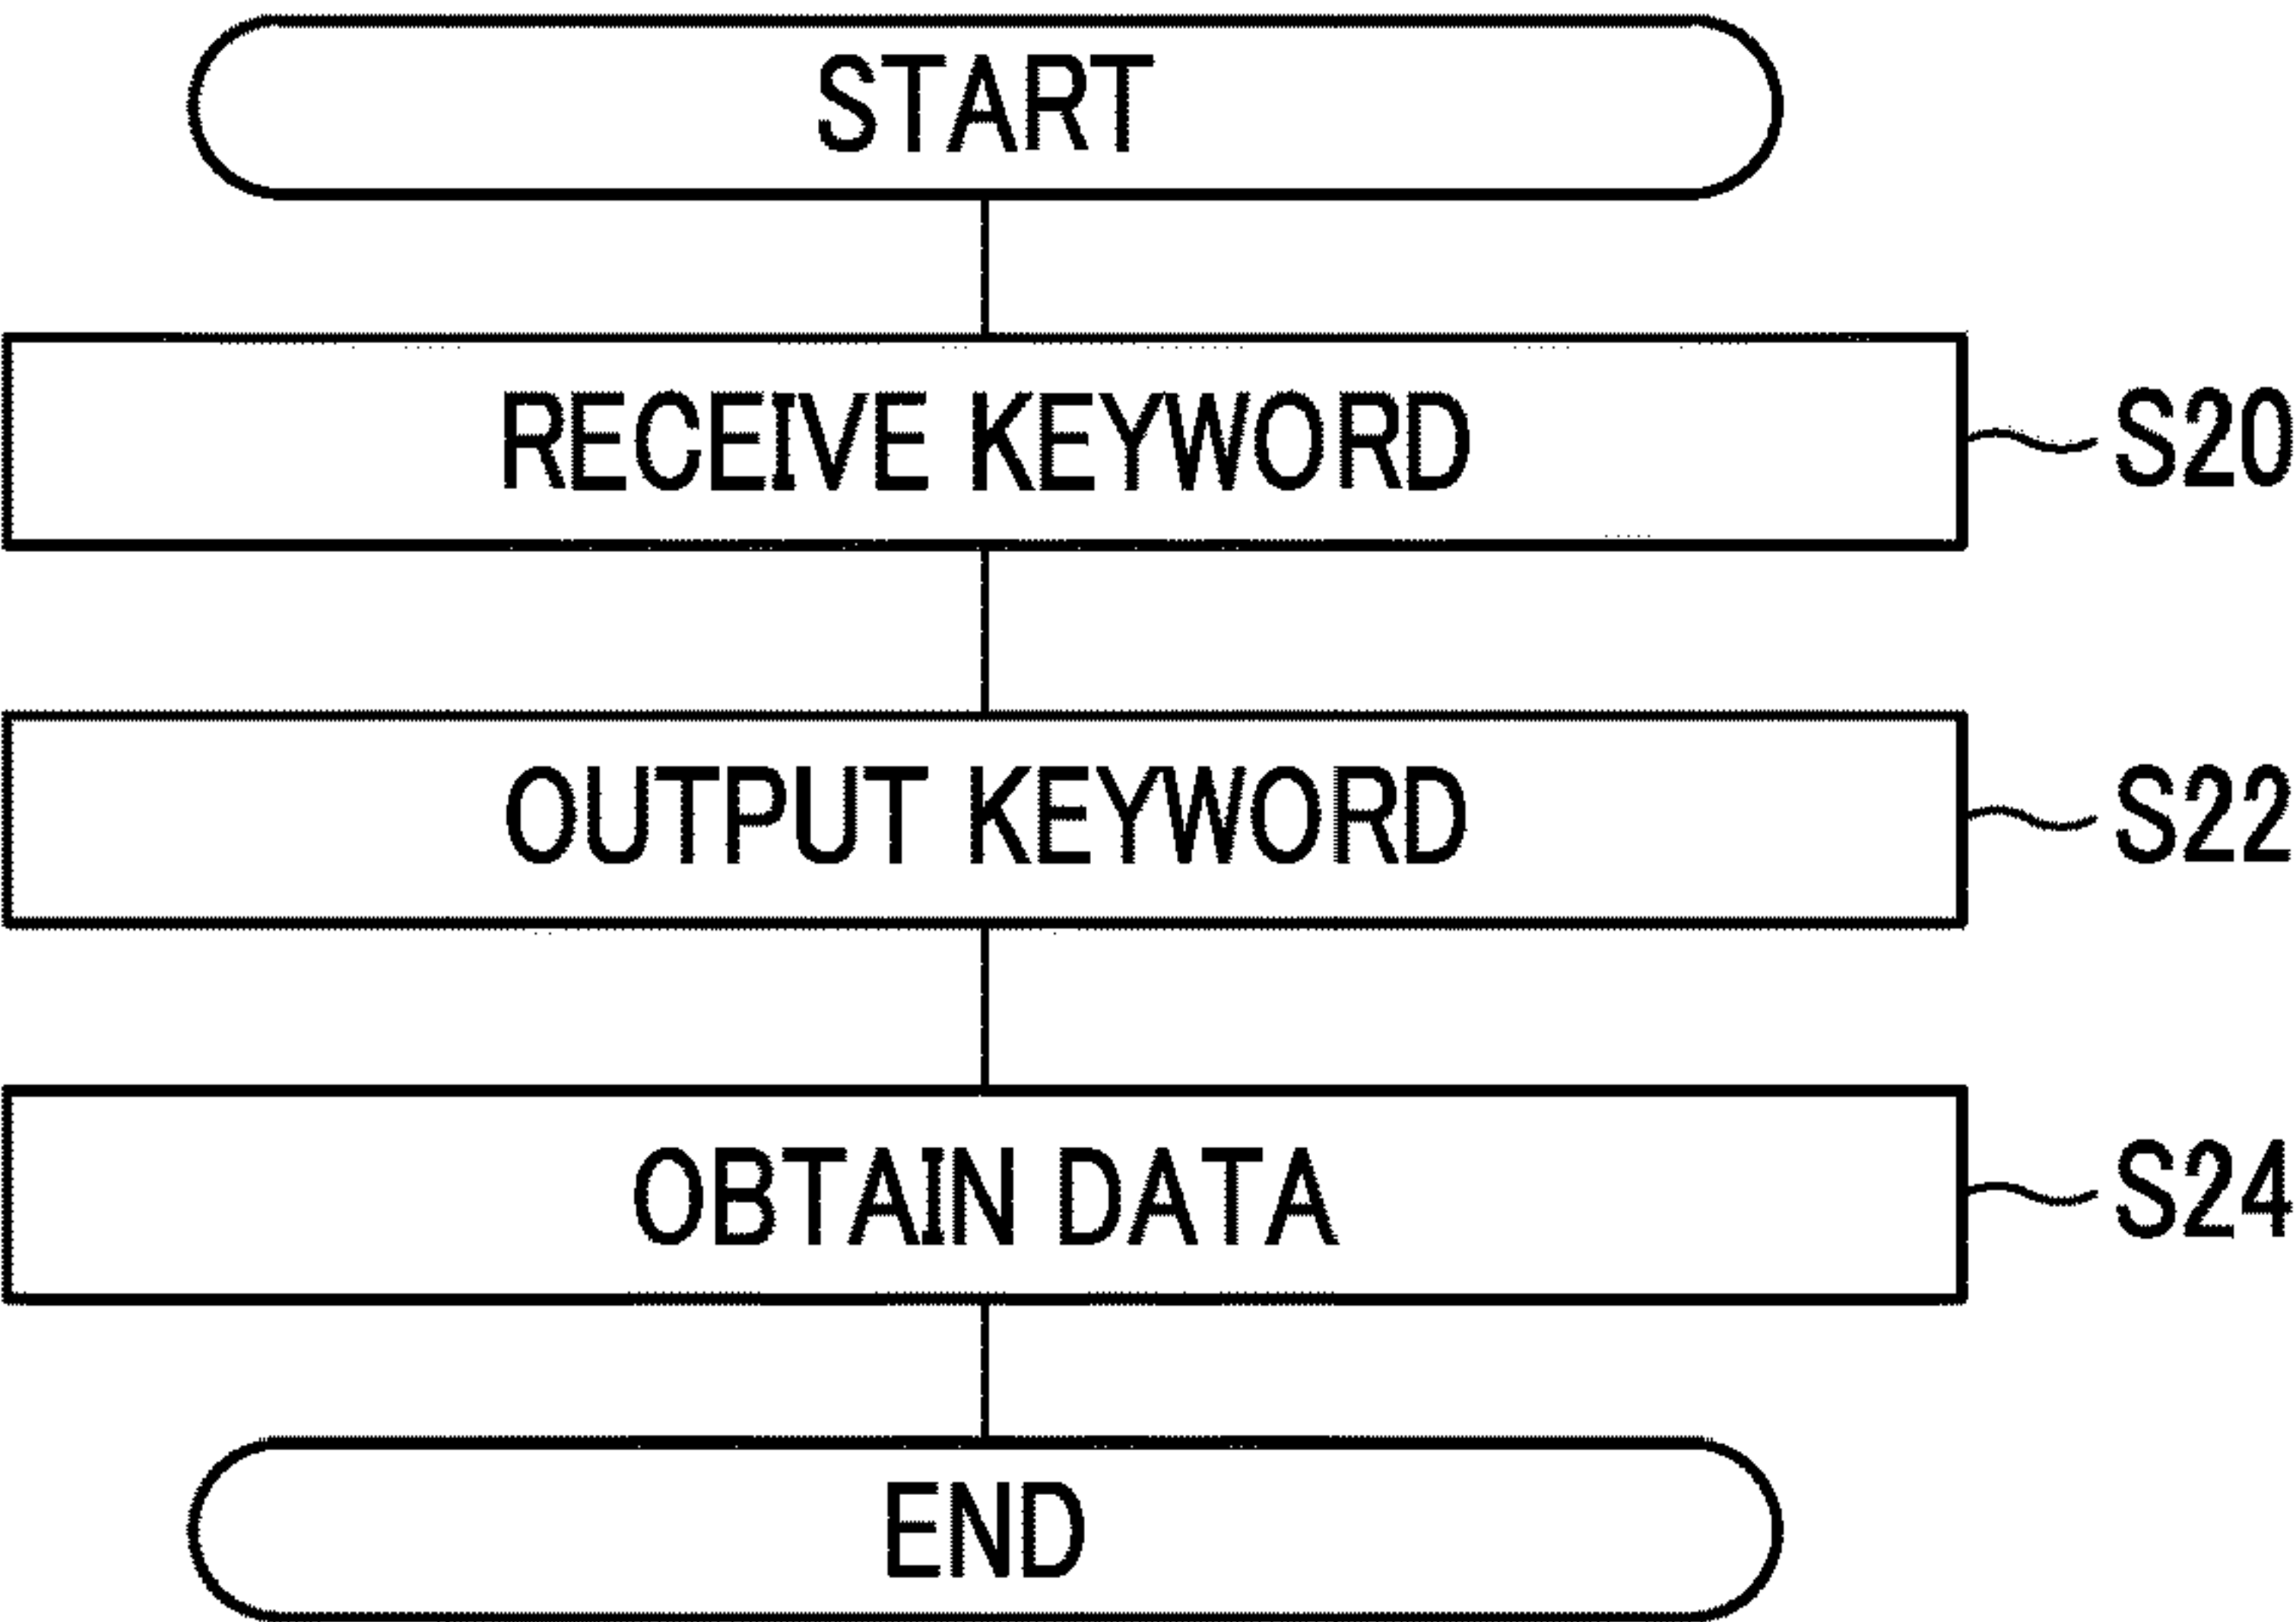 START
RECEIVE KEYWORD S20
OUTPUT KEYWORD S22
OBTAIN DATA S24
END